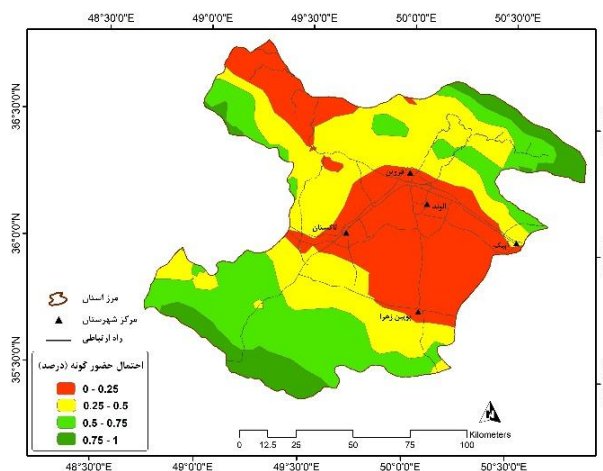 48°30'0"E 49°0'0"E 49°30'0"E 50°0'0"E 50°30'0"E
36°30'0"N
36°0'0"N
35°30'0"N
قزوین
الوند
تاکستان
آبیک
بویین زهرا
مرز استان
مرکز شهرستان
راه ارتباطی
احتمال حضور گونه (درصد)
0 - 0.25
0.25 - 0.5
0.5 - 0.75
0.75 - 1
N
0 12.5 25 50 75 100
Kilometers
48°30'0"E 49°0'0"E 49°30'0"E 50°0'0"E 50°30'0"E